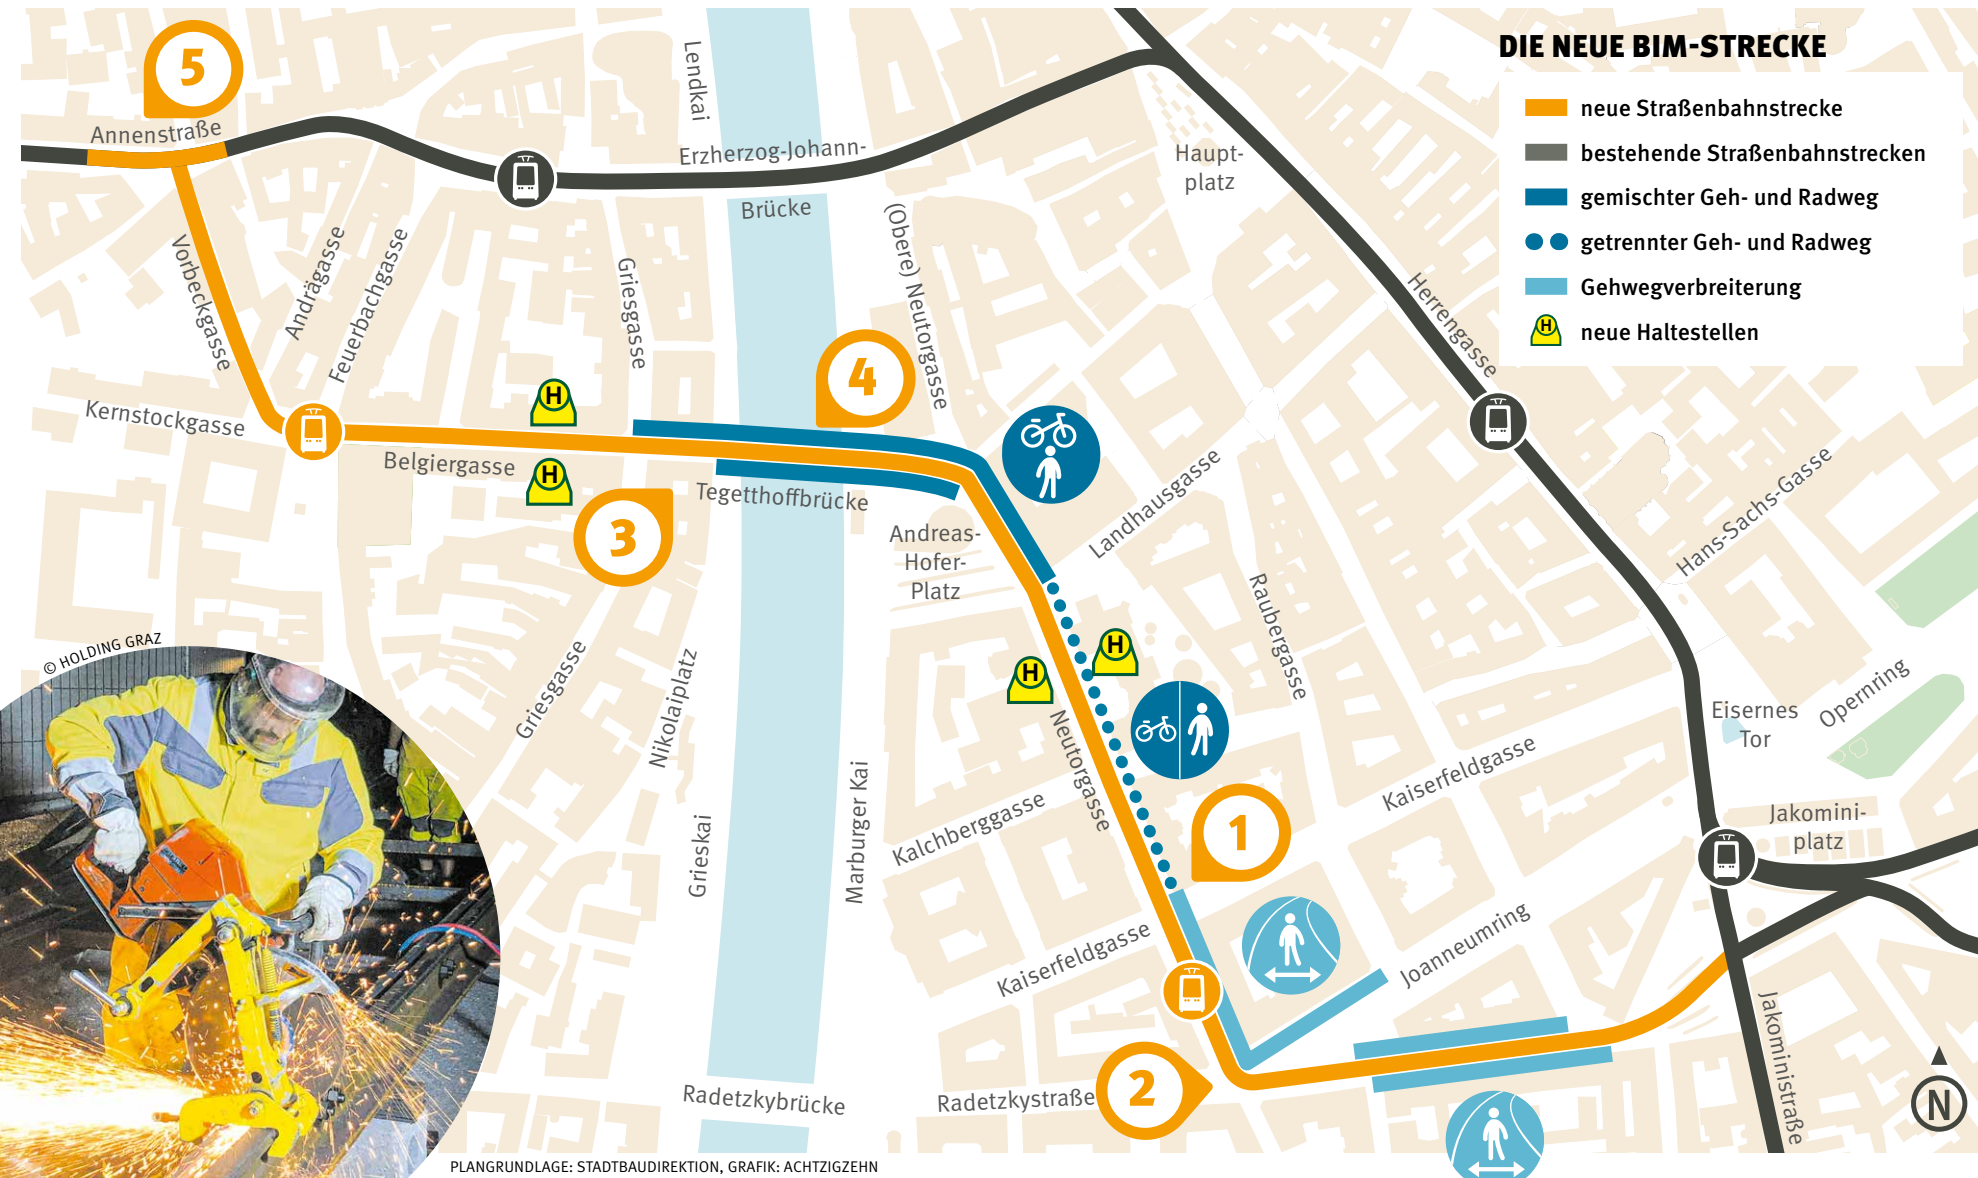 DIE NEUE BIM-STRECKE
neue Straßenbahnstrecke
bestehende Straßenbahnstrecken
gemischter Geh- und Radweg
getrennter Geh- und Radweg
Gehwegverbreiterung
H
neue Haltestellen
5
Annenstraße
Lendkai
Erzherzog-Johann-
Brücke
Haupt-
platz
(Obere) Neutorgasse
Vorbeckgasse
Andrägasse
Feuerbachgasse
Griesgasse
Herrengasse
4
H
Kernstockgasse
Belgiergasse
H
Tegetthoffbrücke
3
Landhausgasse
Hans-Sachs-Gasse
Andreas-
Hofer-
Platz
Raubergasse
H
H
© HOLDING GRAZ
Griesgasse
Nikolaiplatz
Neutorgasse
Eisernes
Tor
Opernring
Kaiserfeldgasse
Jakomini-
platz
1
Grieskai
Marburger Kai
Kalchberggasse
Kaiserfeldgasse
Joanneumring
2
Radetzkybrücke
Radetzkystraße
Jakoministraße
N
PLANGRUNDLAGE: STADTBAUDIREKTION, GRAFIK: ACHTZIGZEHN